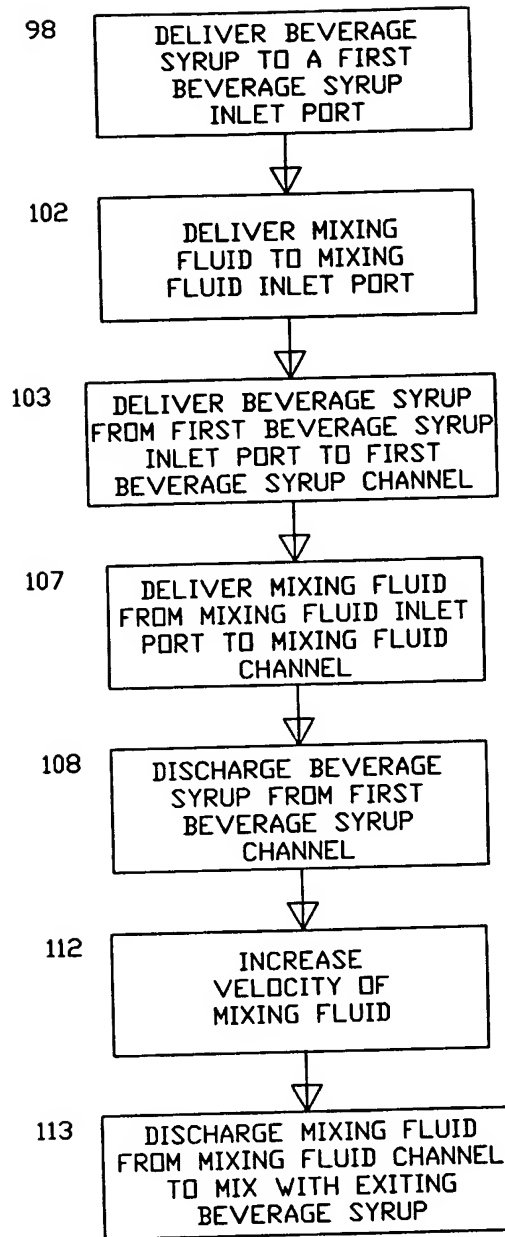 98
DELIVER BEVERAGE
SYRUP TO A FIRST
BEVERAGE SYRUP
INLET PORT
102
DELIVER MIXING
FLUID TO MIXING
FLUID INLET PORT
103
DELIVER BEVERAGE SYRUP
FROM FIRST BEVERAGE SYRUP
INLET PORT TO FIRST
BEVERAGE SYRUP CHANNEL
107
DELIVER MIXING FLUID
FROM MIXING FLUID INLET
PORT TO MIXING FLUID
CHANNEL
108
DISCHARGE BEVERAGE
SYRUP FROM FIRST
BEVERAGE SYRUP
CHANNEL
112
INCREASE
VELOCITY OF
MIXING FLUID
113
DISCHARGE MIXING FLUID
FROM MIXING FLUID CHANNEL
TO MIX WITH EXITING
BEVERAGE SYRUP